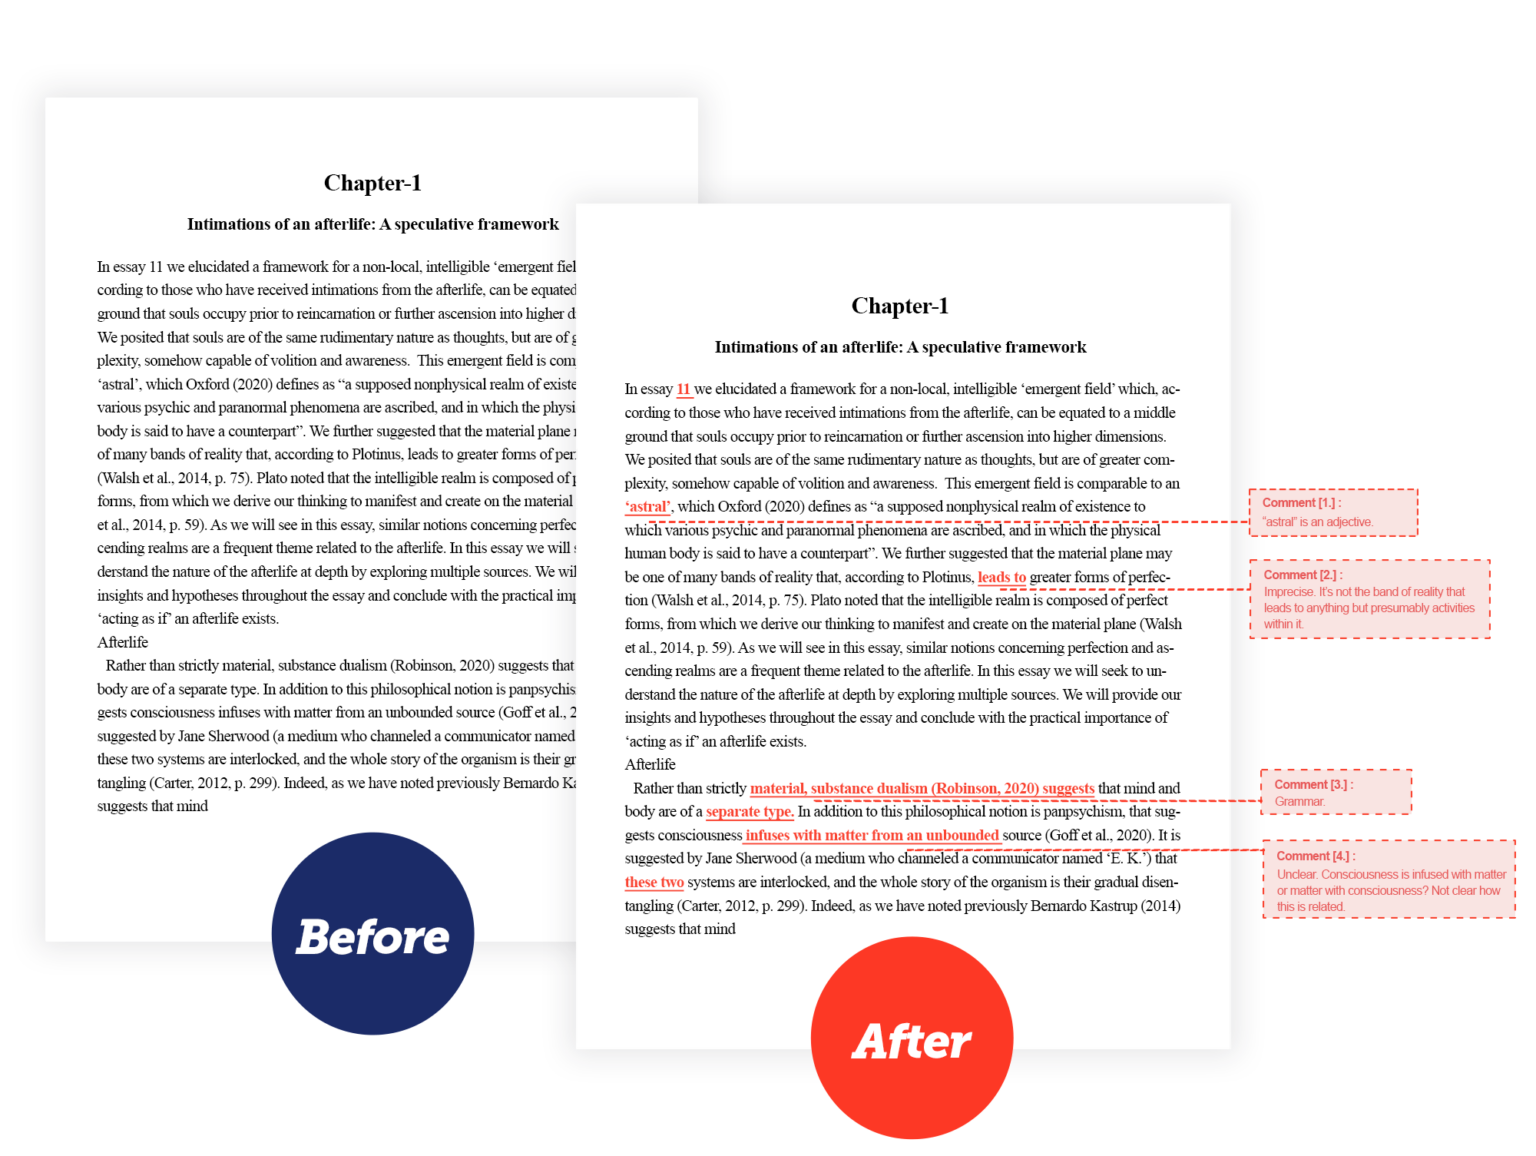 Chapter-1
Intimations of an afterlife: A speculative framework
In essay 11 we elucidated a framework for a non-local, intelligible ‘emergent fiel
cording to those who have received intimations from the afterlife, can be equated
ground that souls occupy prior to reincarnation or further ascension into higher d
We posited that souls are of the same rudimentary nature as thoughts, but are of g
plexity, somehow capable of volition and awareness.  This emergent field is com
‘astral’, which Oxford (2020) defines as “a supposed nonphysical realm of existe
various psychic and paranormal phenomena are ascribed, and in which the physi
body is said to have a counterpart”. We further suggested that the material plane
of many bands of reality that, according to Plotinus, leads to greater forms of per
(Walsh et al., 2014, p. 75). Plato noted that the intelligible realm is composed of p
forms, from which we derive our thinking to manifest and create on the material
et al., 2014, p. 59). As we will see in this essay, similar notions concerning perfec
cending realms are a frequent theme related to the afterlife. In this essay we will s
derstand the nature of the afterlife at depth by exploring multiple sources. We wil
insights and hypotheses throughout the essay and conclude with the practical imp
‘acting as if’ an afterlife exists.
Afterlife
Rather than strictly material, substance dualism (Robinson, 2020) suggests that
body are of a separate type. In addition to this philosophical notion is panpsychis
gests consciousness infuses with matter from an unbounded source (Goff et al., 2
suggested by Jane Sherwood (a medium who channeled a communicator named
these two systems are interlocked, and the whole story of the organism is their gr
tangling (Carter, 2012, p. 299). Indeed, as we have noted previously Bernardo Ka
suggests that mind
Before
Chapter-1
Intimations of an afterlife: A speculative framework
In essay 11 we elucidated a framework for a non-local, intelligible ‘emergent field’ which, ac-
cording to those who have received intimations from the afterlife, can be equated to a middle
ground that souls occupy prior to reincarnation or further ascension into higher dimensions.
We posited that souls are of the same rudimentary nature as thoughts, but are of greater com-
plexity, somehow capable of volition and awareness.  This emergent field is comparable to an
‘astral’, which Oxford (2020) defines as “a supposed nonphysical realm of existence to
which various psychic and paranormal phenomena are ascribed, and in which the physical
human body is said to have a counterpart”. We further suggested that the material plane may
be one of many bands of reality that, according to Plotinus, leads to greater forms of perfec-
tion (Walsh et al., 2014, p. 75). Plato noted that the intelligible realm is composed of perfect
forms, from which we derive our thinking to manifest and create on the material plane (Walsh
et al., 2014, p. 59). As we will see in this essay, similar notions concerning perfection and as-
cending realms are a frequent theme related to the afterlife. In this essay we will seek to un-
derstand the nature of the afterlife at depth by exploring multiple sources. We will provide our
insights and hypotheses throughout the essay and conclude with the practical importance of
‘acting as if’ an afterlife exists.
Afterlife
Rather than strictly material, substance dualism (Robinson, 2020) suggests that mind and
body are of a separate type. In addition to this philosophical notion is panpsychism, that sug-
gests consciousness infuses with matter from an unbounded source (Goff et al., 2020). It is
suggested by Jane Sherwood (a medium who channeled a communicator named ‘E. K.’) that
these two systems are interlocked, and the whole story of the organism is their gradual disen-
tangling (Carter, 2012, p. 299). Indeed, as we have noted previously Bernardo Kastrup (2014)
suggests that mind
After
Comment [1.] :
“astral” is an adjective.
Comment [2.] :
Imprecise. It’s not the band of reality that
leads to anything but presumably activities
within it.
Comment [3.] :
Grammar.
Comment [4.] :
Unclear. Consciousness is infused with matter
or matter with consciousness? Not clear how
this is related.